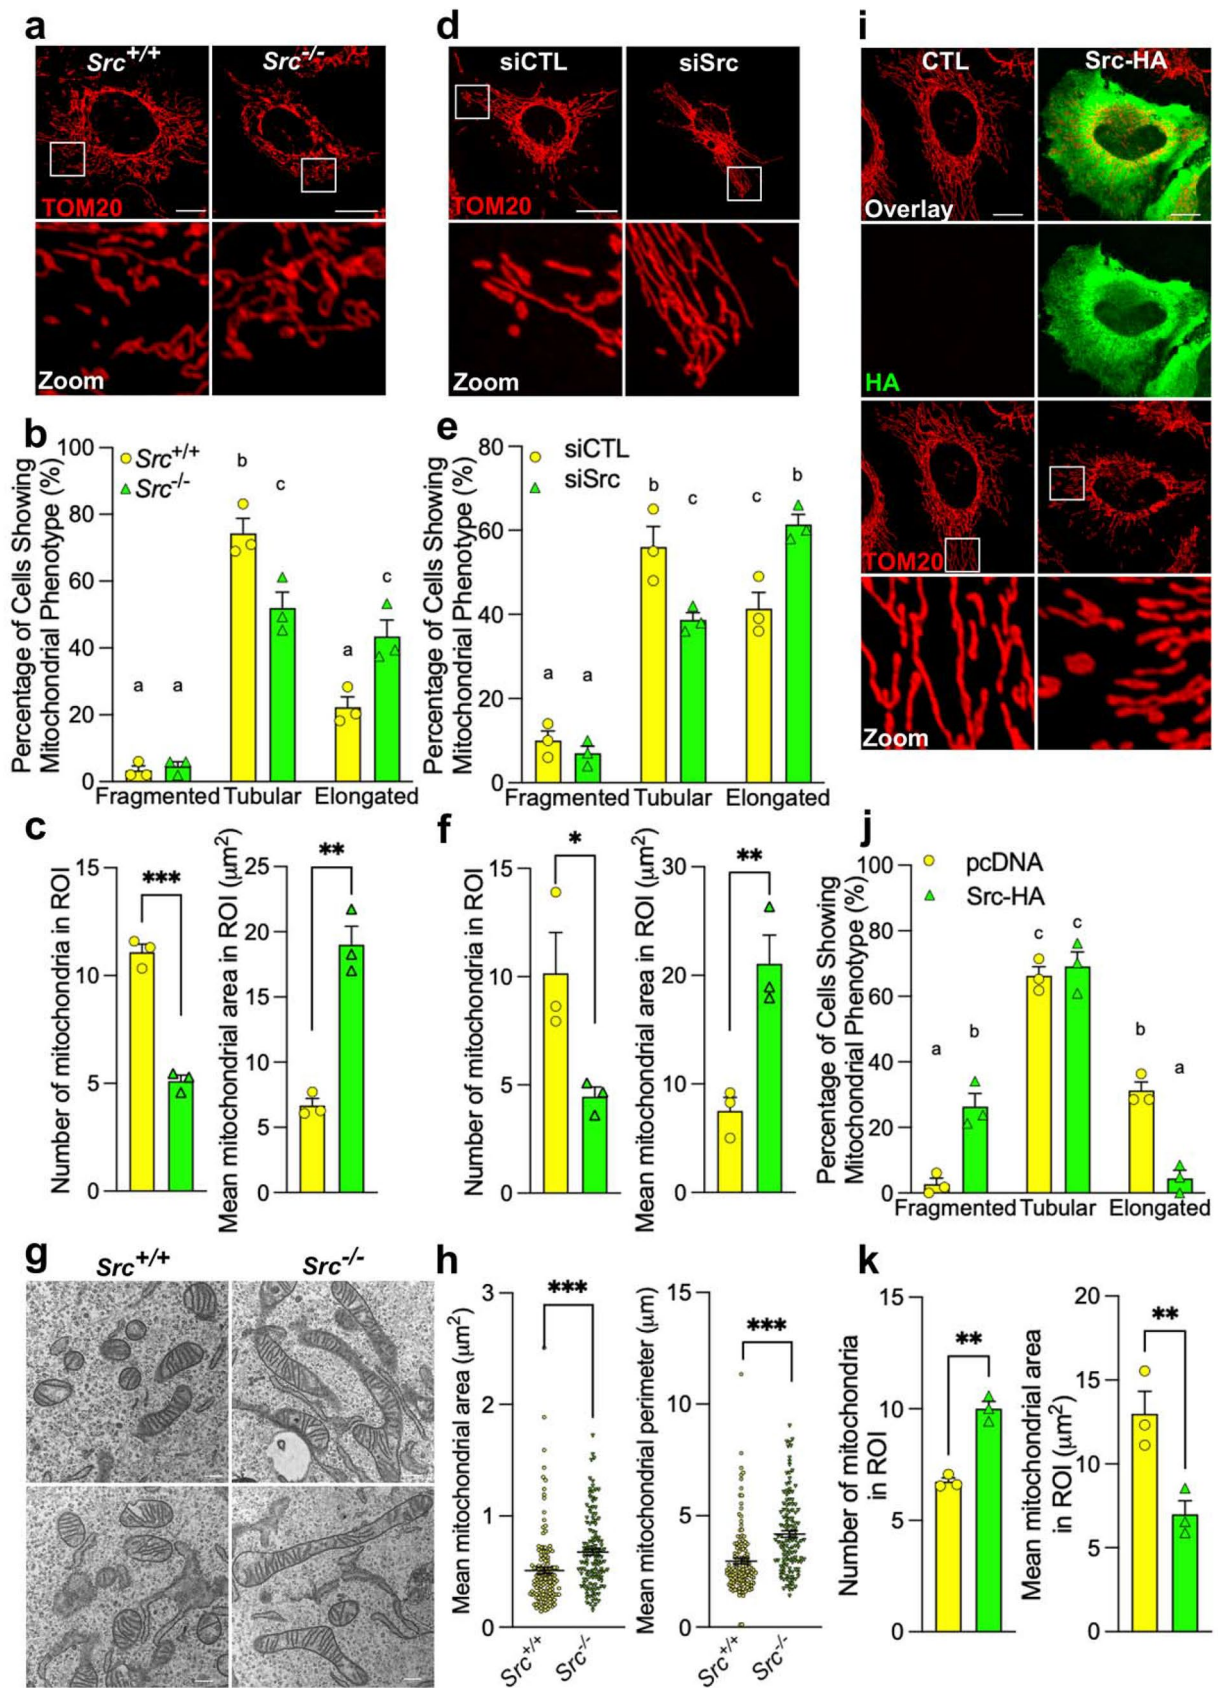 a
Src+/+
Src-/-
TOM20
Zoom
b
Percentage of Cells Showing
Mitochondrial Phenotype (%)
100
80
60
40
20
0
Src+/+
Src-/-
a
a
b
c
a
c
Fragmented
Tubular
Elongated
c
Number of mitochondria in ROI
15
10
5
0
***
Mean mitochondrial area in ROI (μm2)
25
20
15
10
5
0
**
d
siCTL
siSrc
TOM20
Zoom
e
Percentage of Cells Showing
Mitochondrial Phenotype (%)
80
60
40
20
0
siCTL
siSrc
a
a
b
c
c
b
Fragmented
Tubular
Elongated
f
Number of mitochondria in ROI
15
10
5
0
*
Mean mitochondrial area in ROI (μm2)
30
20
10
0
**
g
Src+/+
Src-/-
h
Mean mitochondrial area (μm2)
3
2
1
0
***
Src+/+
Src-/-
Mean mitochondrial perimeter (μm)
15
10
5
0
***
Src+/+
Src-/-
i
CTL
Src-HA
Overlay
HA
TOM20
Zoom
j
Percentage of Cells Showing
Mitochondrial Phenotype (%)
100
80
60
40
20
0
pcDNA
Src-HA
a
b
c
c
b
a
Fragmented
Tubular
Elongated
k
Number of mitochondria
in ROI
15
10
5
0
**
Mean mitochondrial area
in ROI (μm2)
20
15
10
5
0
**